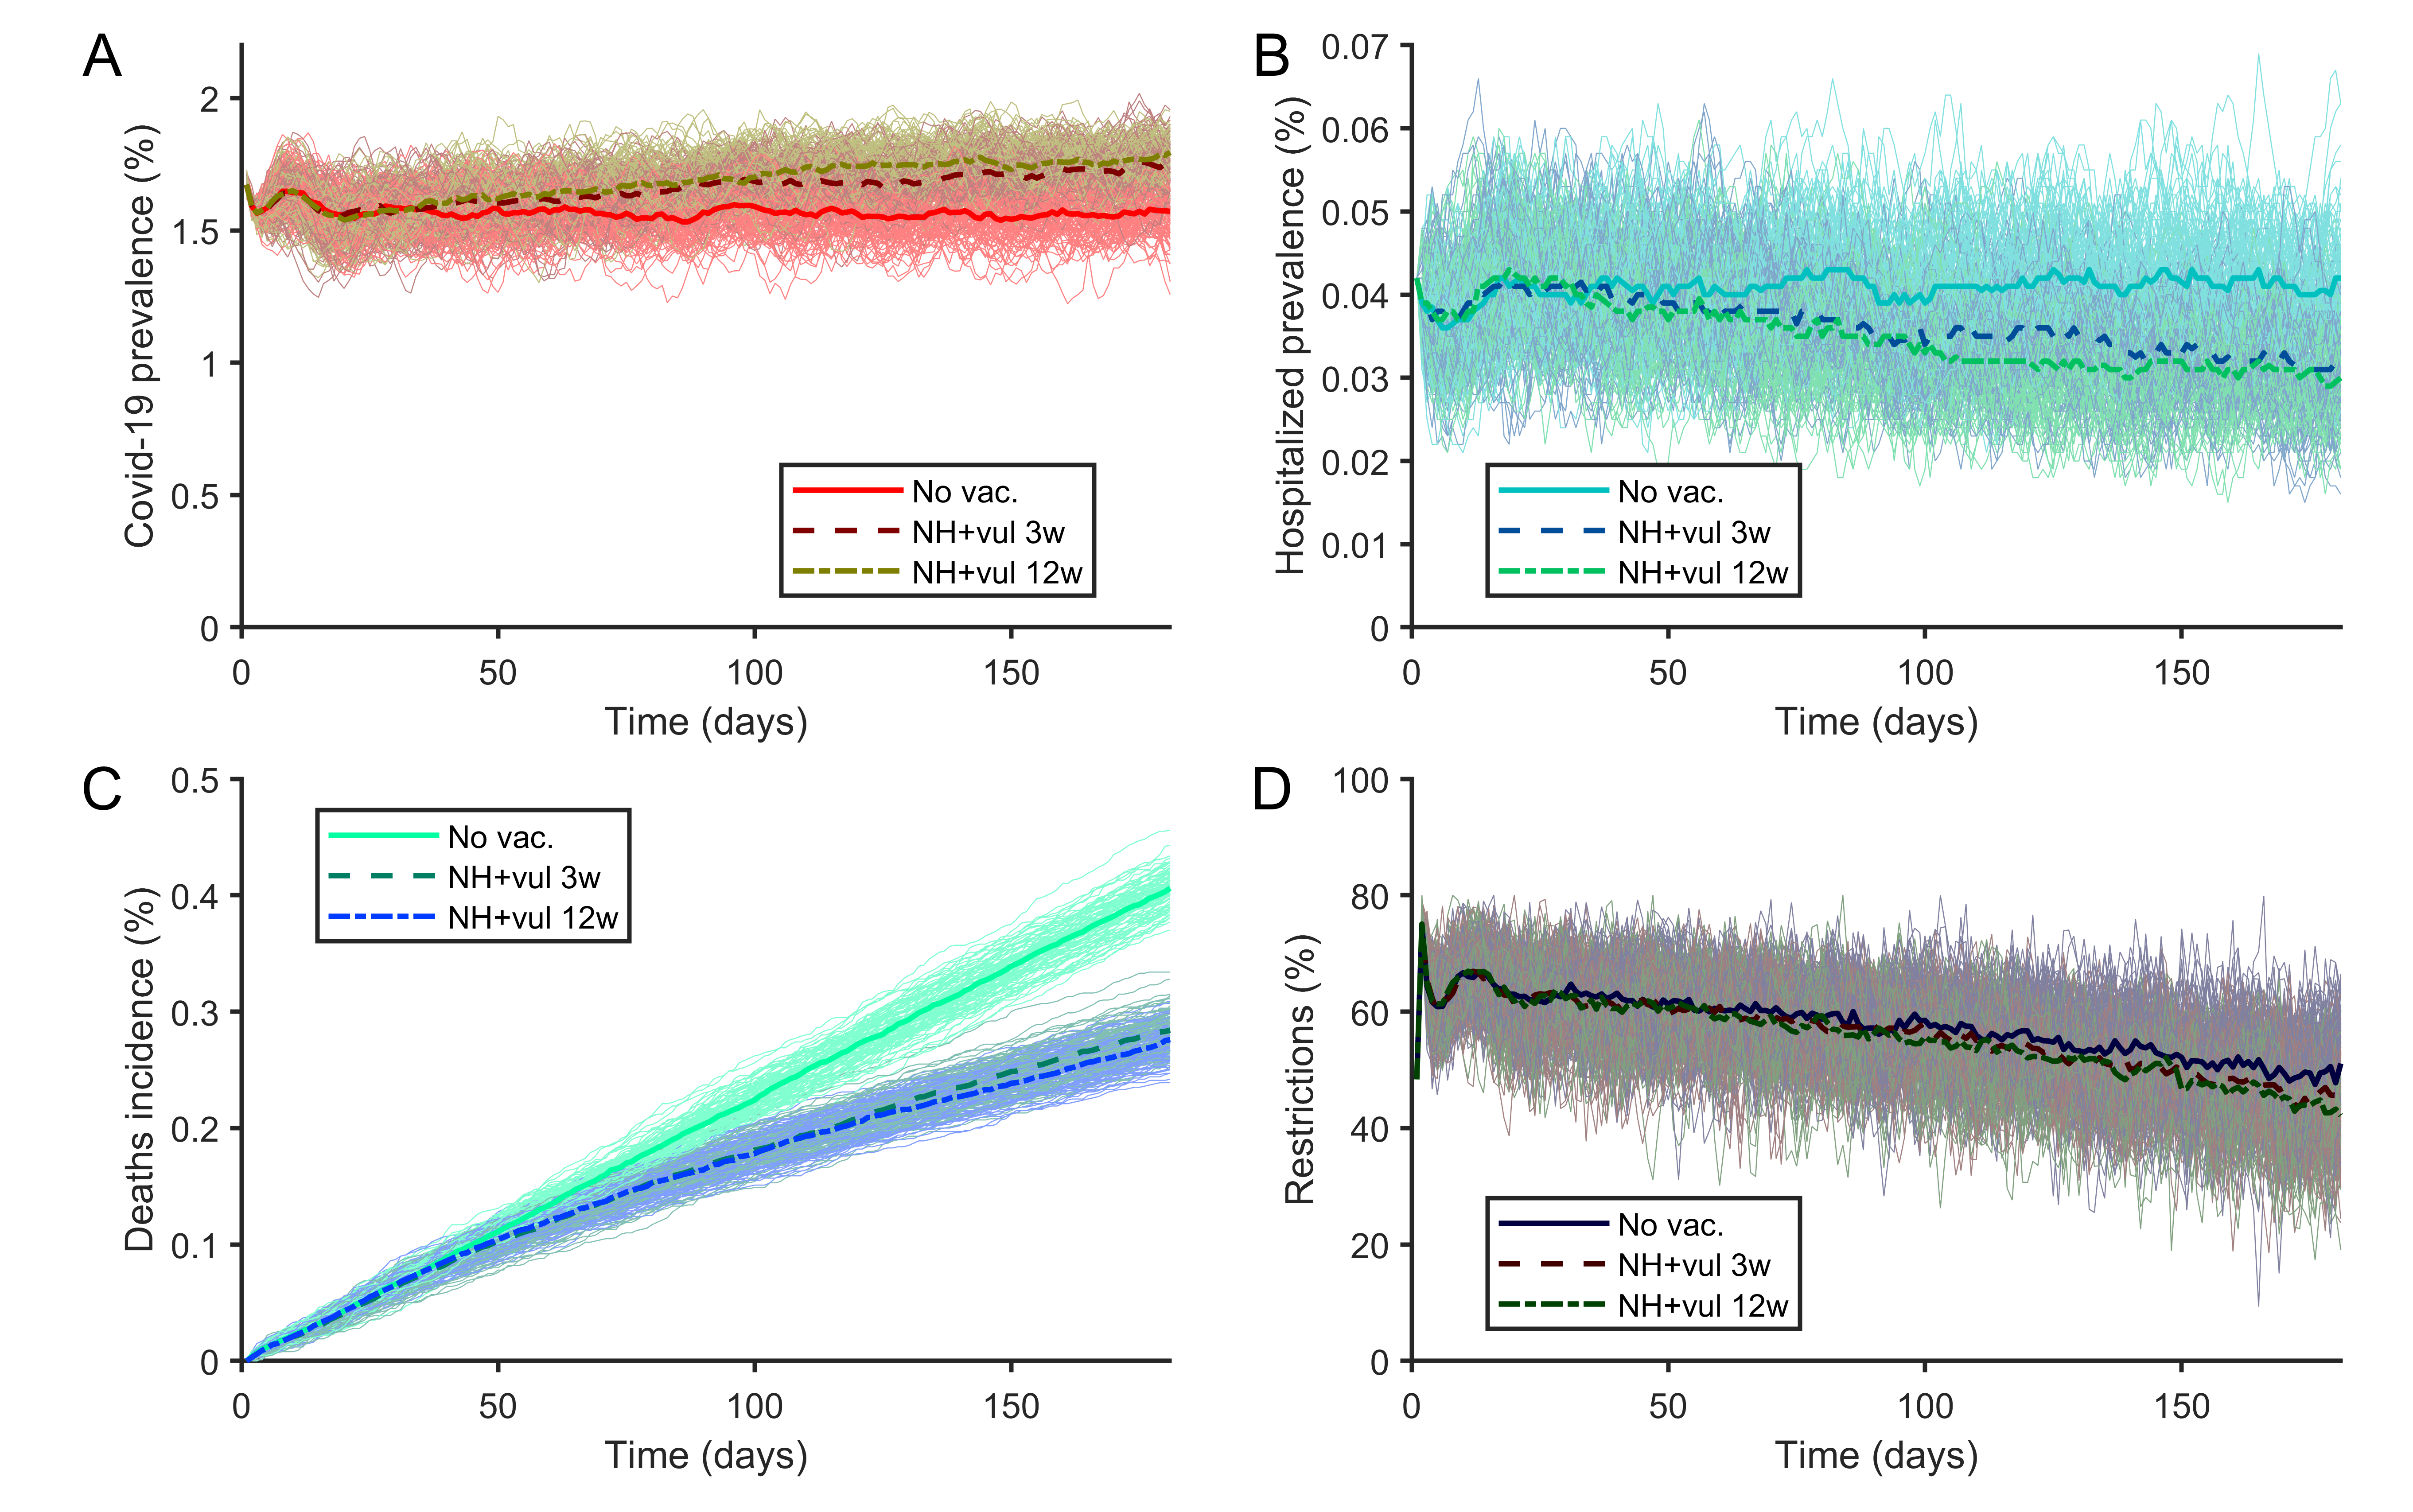 A
Covid-19 prevalence (%)
2
1.5
1
0.5
0
No vac.
NH+vul 3w
NH+vul 12w
0 50 100 150
Time (days)
B
Hospitalized prevalence (%)
0.07
0.06
0.05
0.04
0.03
0.02
0.01
0
No vac.
NH+vul 3w
NH+vul 12w
0 50 100 150
Time (days)
C
Deaths incidence (%)
0.5
0.4
0.3
0.2
0.1
0
No vac.
NH+vul 3w
NH+vul 12w
0 50 100 150
Time (days)
D
Restrictions (%)
100
80
60
40
20
0
No vac.
NH+vul 3w
NH+vul 12w
0 50 100 150
Time (days)